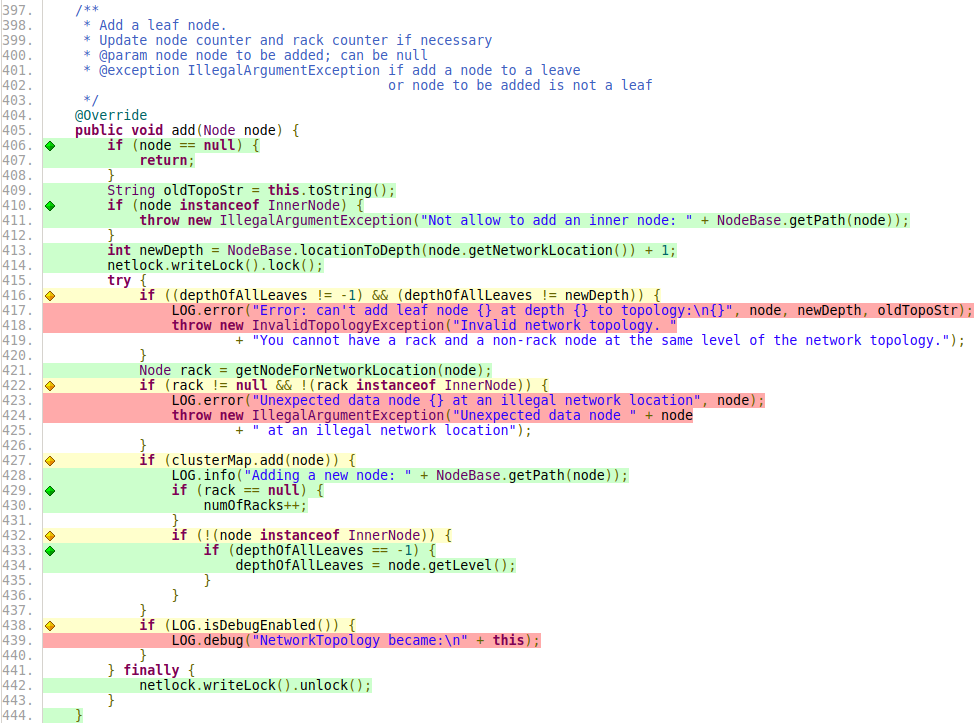 397.     /**
398.      * Add a leaf node.
399.      * Update node counter and rack counter if necessary
400.      * @param node node to be added; can be null
401.      * @exception IllegalArgumentException if add a node to a leave
402.                                            or node to be added is not a leaf
403.      */
404.     @Override
405.     public void add(Node node) {
406.         if (node == null) {
407.             return;
408.         }
409.         String oldTopoStr = this.toString();
410.         if (node instanceof InnerNode) {
411.             throw new IllegalArgumentException("Not allow to add an inner node: " + NodeBase.getPath(node));
412.         }
413.         int newDepth = NodeBase.locationToDepth(node.getNetworkLocation()) + 1;
414.         netlock.writeLock().lock();
415.         try {
416.             if ((depthOfAllLeaves != -1) && (depthOfAllLeaves != newDepth)) {
417.                 LOG.error("Error: can't add leaf node {} at depth {} to topology:\n{}", node, newDepth, oldTopoStr);
418.                 throw new InvalidTopologyException("Invalid network topology. "
419.                         + "You cannot have a rack and a non-rack node at the same level of the network topology.");
420.             }
421.             Node rack = getNodeForNetworkLocation(node);
422.             if (rack != null && !(rack instanceof InnerNode)) {
423.                 LOG.error("Unexpected data node {} at an illegal network location", node);
424.                 throw new IllegalArgumentException("Unexpected data node " + node
425.                         + " at an illegal network location");
426.             }
427.             if (clusterMap.add(node)) {
428.                 LOG.info("Adding a new node: " + NodeBase.getPath(node));
429.                 if (rack == null) {
430.                     numOfRacks++;
431.                 }
432.                 if (!(node instanceof InnerNode)) {
433.                     if (depthOfAllLeaves == -1) {
434.                         depthOfAllLeaves = node.getLevel();
435.                     }
436.                 }
437.             }
438.             if (LOG.isDebugEnabled()) {
439.                 LOG.debug("NetworkTopology became:\n" + this);
440.             }
441.         } finally {
442.             netlock.writeLock().unlock();
443.         }
444.     }